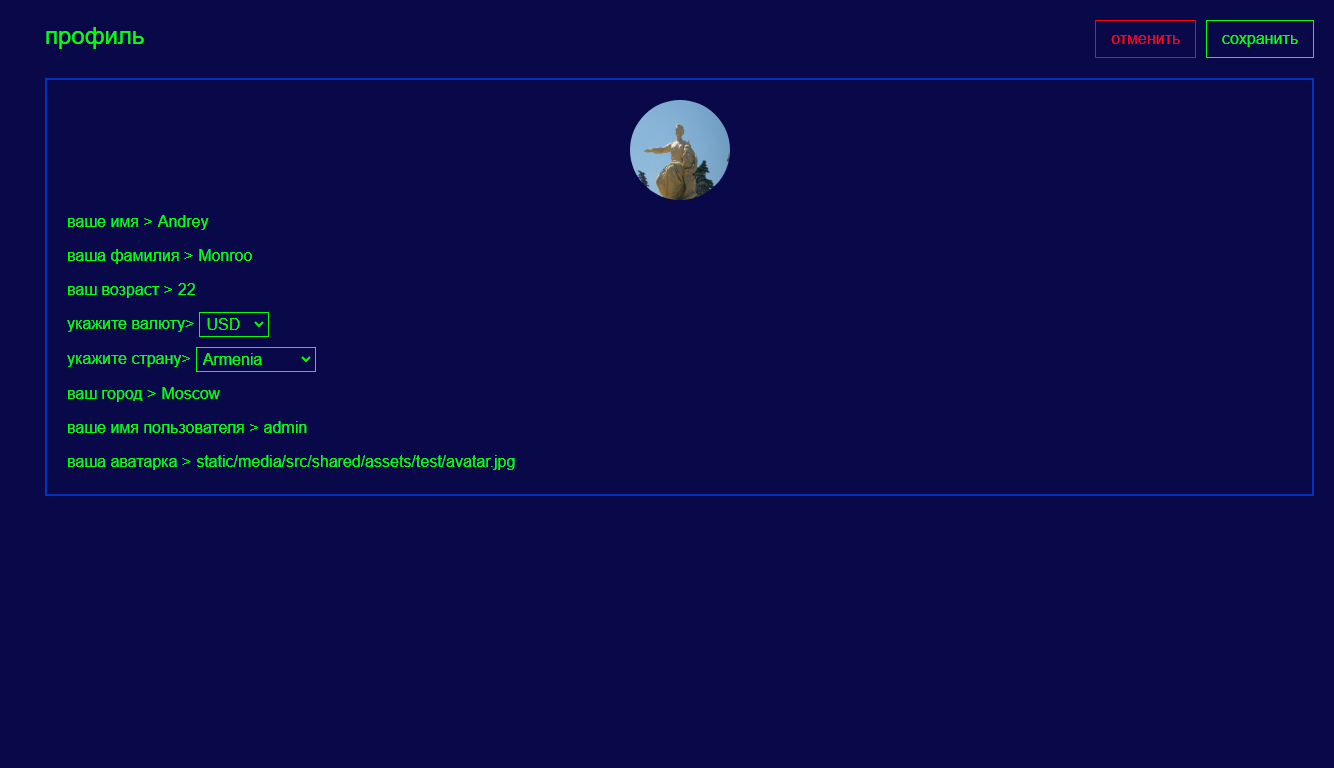 профиль
отменить сохранить
ваше имя > Andrey
ваша фамилия > Monroo
ваш возраст > 22
укажите валюту> USD
укажите страну> Armenia
ваш город > Moscow
ваше имя пользователя > admin
ваша аватарка > static/media/src/shared/assets/test/avatar.jpg